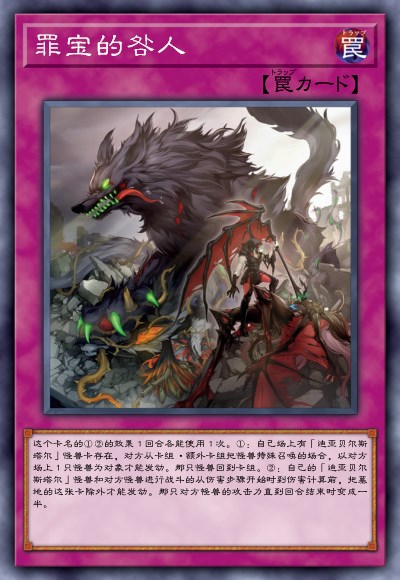 罪宝的咎人
トラップ
罠
トラップ
【罠カード】
这个卡名的①②的效果1回合各能使用1次。①：自己场上有「迪亚贝尔斯
塔尔」怪兽卡存在，对方从卡组·额外卡组把怪兽特殊召唤的场合，以对方
场上1只怪兽为对象才能发动。那只怪兽回到卡组。②：自己的「迪亚贝尔
斯塔尔」怪兽和对方怪兽进行战斗的从伤害步骤开始时到伤害计算前，把墓
地的这张卡除外才能发动。那只对方怪兽的攻击力直到回合结束时变成一
半。